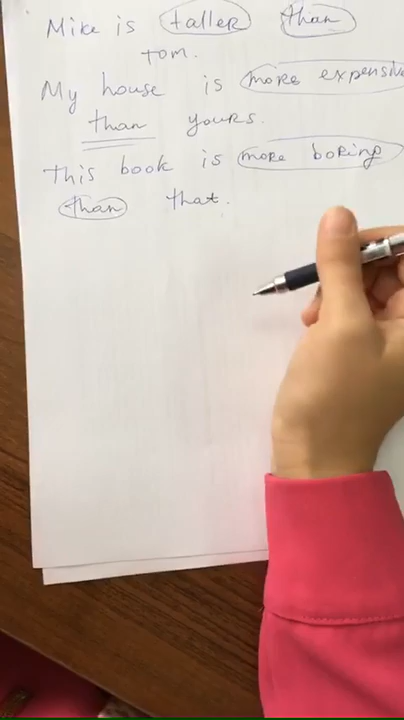 Mike is taller than
Tom.
My house is more expensive
than yours.
This book is more boring
than that.